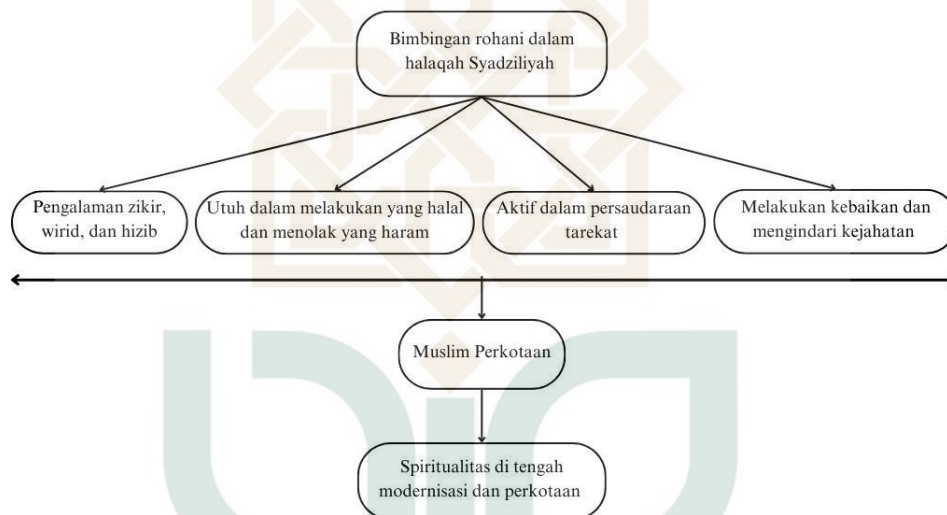 Bimbingan rohani dalam
halaqah Syadziliyah
Pengalaman zikir,
wirid, dan hizib
Utuh dalam melakukan yang halal
dan menolak yang haram
Aktif dalam persaudaraan
tarekat
Melakukan kebaikan dan
mengindari kejahatan
Muslim Perkotaan
Spiritualitas di tengah
modernisasi dan perkotaan